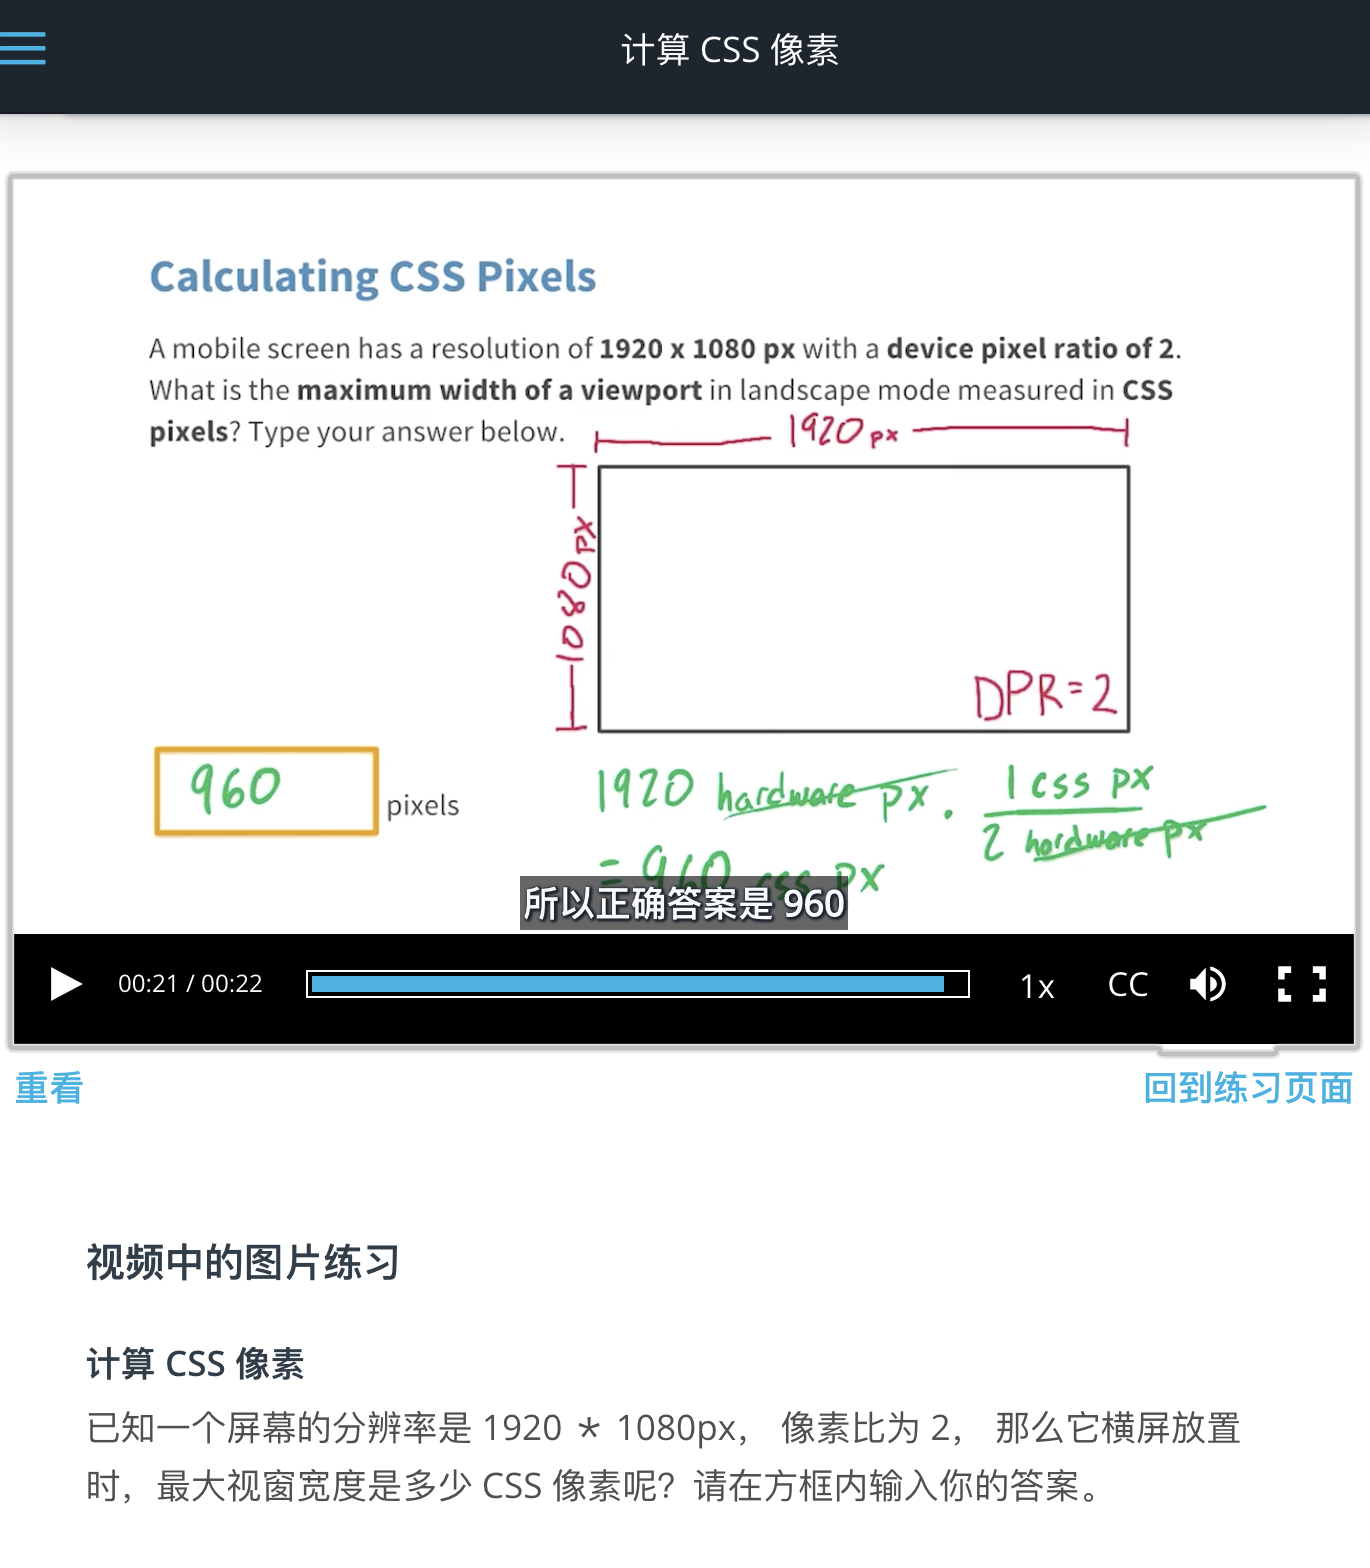 计算 CSS 像素
Calculating CSS Pixels
A mobile screen has a resolution of 1920 x 1080 px with a device pixel ratio of 2.
What is the maximum width of a viewport in landscape mode measured in CSS
pixels? Type your answer below.
1920 px
1080 px
DPR = 2
960
pixels
1920 hardware px . 1 css px
2 hardware px
= 960 css px
所以正确答案是 960
00:21 / 00:22
1x
CC
重看
回到练习页面
视频中的图片练习
计算 CSS 像素
已知一个屏幕的分辨率是 1920 * 1080px， 像素比为 2， 那么它横屏放置
时，最大视窗宽度是多少 CSS 像素呢？请在方框内输入你的答案。